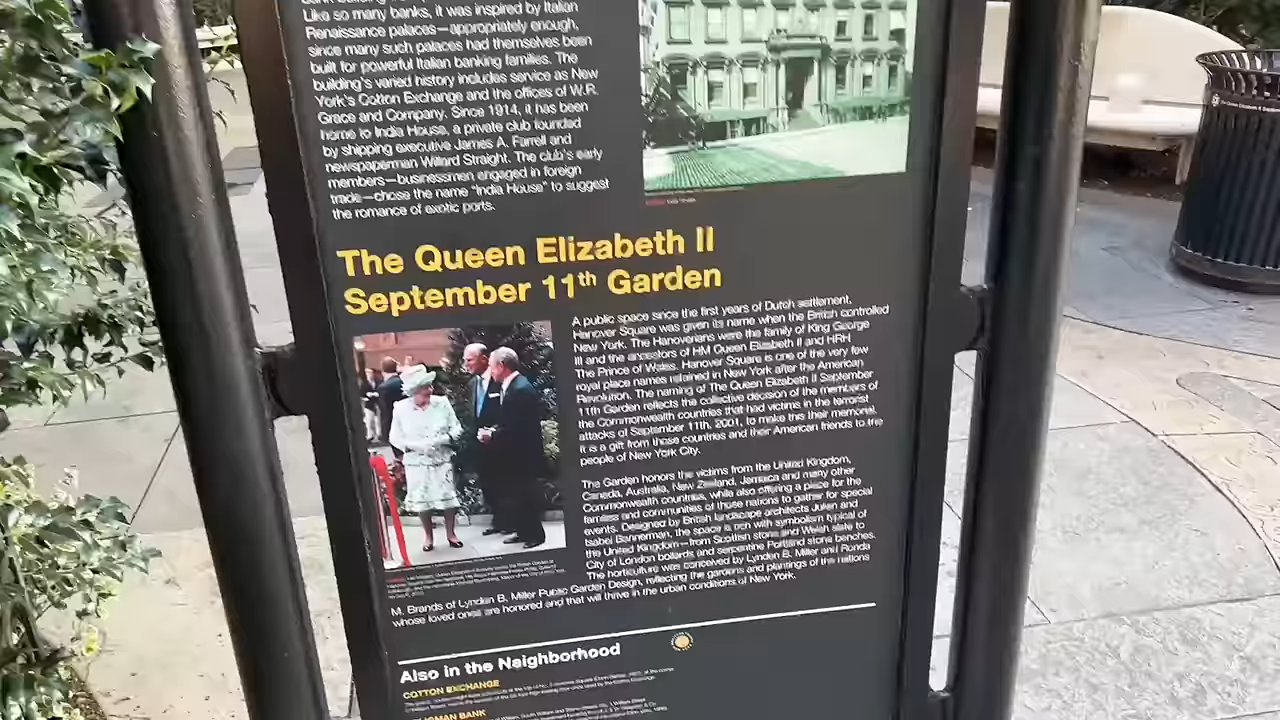 Like so many banks, it was inspired by Italian
Renaissance palaces—appropriately enough,
since many such palaces had themselves been
built for powerful Italian banking families. The
building's varied history includes service as New
York's Cotton Exchange and the offices of W.R.
Grace and Company. Since 1914, it has been
home to India House, a private club founded
by shipping executive James A. Farrell and
newspaperman Willard Straight. The club's early
members—businessmen engaged in foreign
trade—chose the name "India House" to suggest
the romance of exotic ports.
The Queen Elizabeth II
September 11th Garden
A public space since the first years of Dutch settlement,
Hanover Square was given its name when the British controlled
New York. The Hanoverians were the family of King George
III and the ancestors of HM Queen Elizabeth II and HRH
The Prince of Wales. Hanover Square is one of the very few
royal place names retained in New York after the American
Revolution. The naming of The Queen Elizabeth II September
11th Garden reflects the collective decision of the members of
the Commonwealth countries that had victims in the terrorist
attacks of September 11th, 2001, to make this their memorial.
It is a gift from those countries and their American friends to the
people of New York City.
The Garden honors the victims from the United Kingdom,
Canada, Australia, New Zealand, Jamaica and many other
Commonwealth countries, while also offering a place for the
families and communities of those nations to gather for special
events. Designed by British landscape architects Julian and
Isabel Bannerman, the space is rich with symbolism typical of
the United Kingdom—from Scottish stone and Welsh slate to
City of London bollards and serpentine Portland stone benches.
The horticulture was conceived by Lynden B. Miller and Ronda
M. Brands of Lynden B. Miller Public Garden Design, reflecting the gardens and plantings of the nations
whose loved ones are honored and that will thrive in the urban conditions of New York.
Also in the Neighborhood
COTTON EXCHANGE
BANK